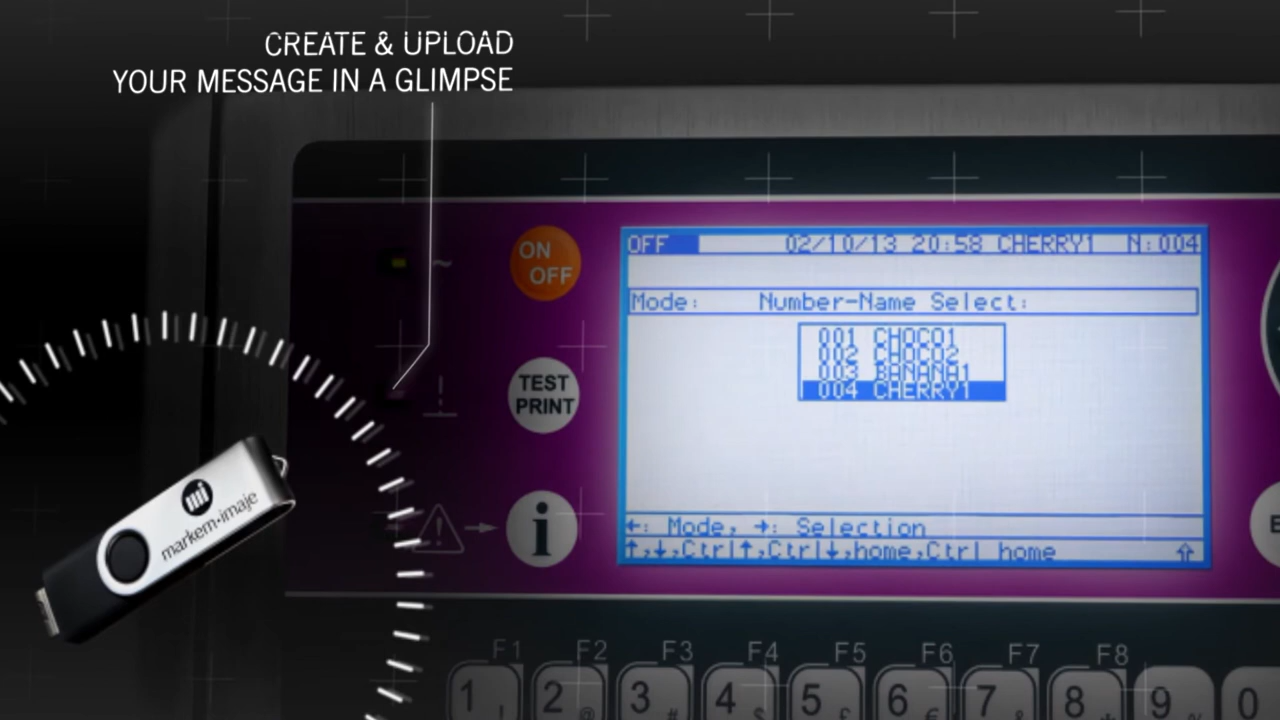 CREATE & UPLOAD
YOUR MESSAGE IN A GLIMPSE
ON
OFF
OFF 02/10/13 20:58 CHERRY1 N:004
Mode: Number-Name Select:
001 CHOCO1
002 CHOCO2
003 BANANA1
004 CHERRY1
TEST
PRINT
mi
markem-imaje
i
←: Mode, →: Selection
↑,↓,Ctrl↑,Ctrl↓,home,Ctrl home
F1 F2 F3 F4 F5 F6 F7 F8
1 ! 2 @ 3 # 4 $ 5 £ 6 € 7 & 8 * 9 0